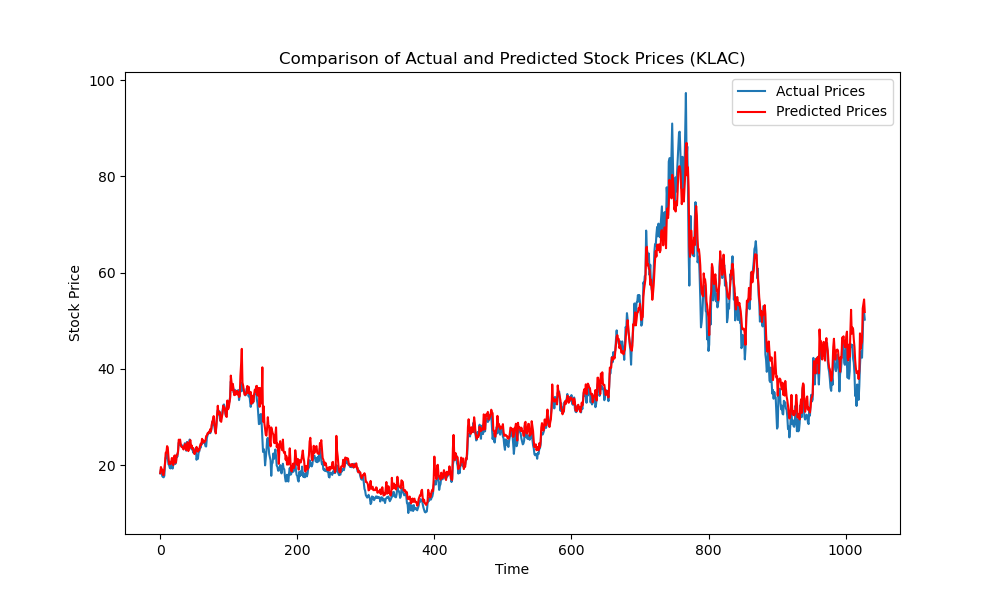 Comparison of Actual and Predicted Stock Prices (KLAC)
Actual Prices
Predicted Prices
Stock Price
100
80
60
40
20
0
200
400
600
800
1000
Time